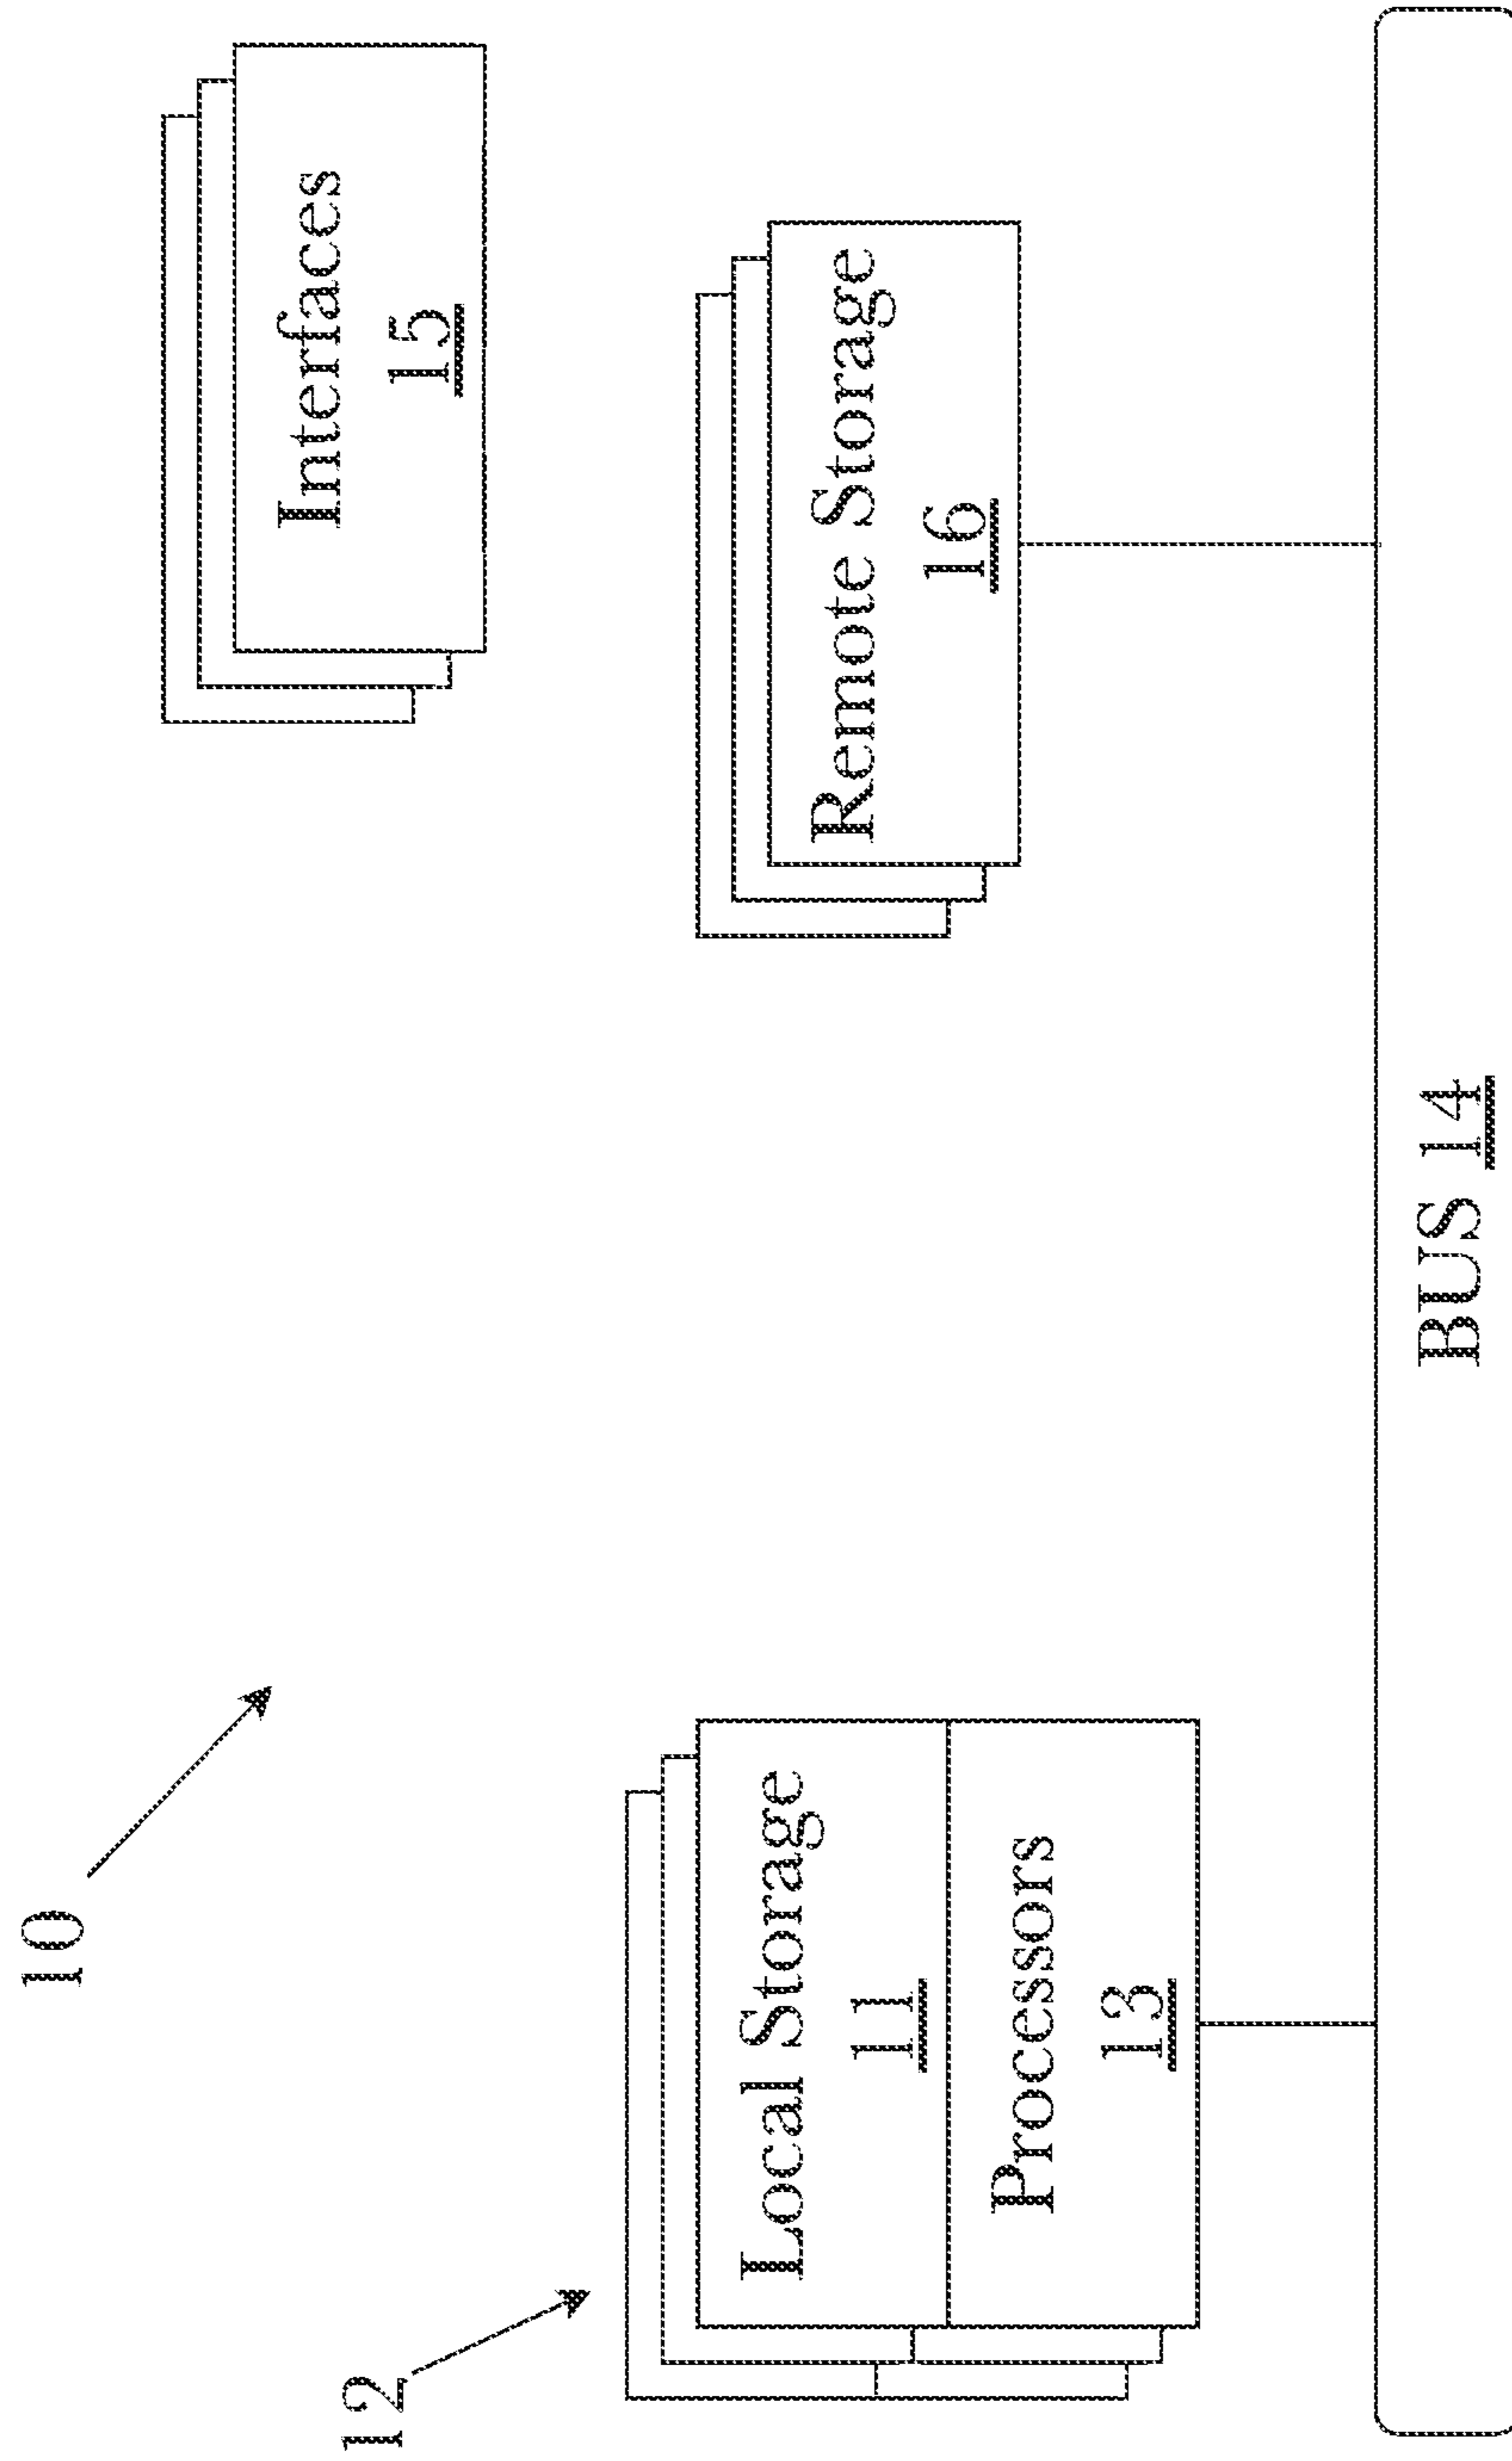 10
12
Local Storage
11
Processors
13
Interfaces
15
Remote Storage
16
BUS 14